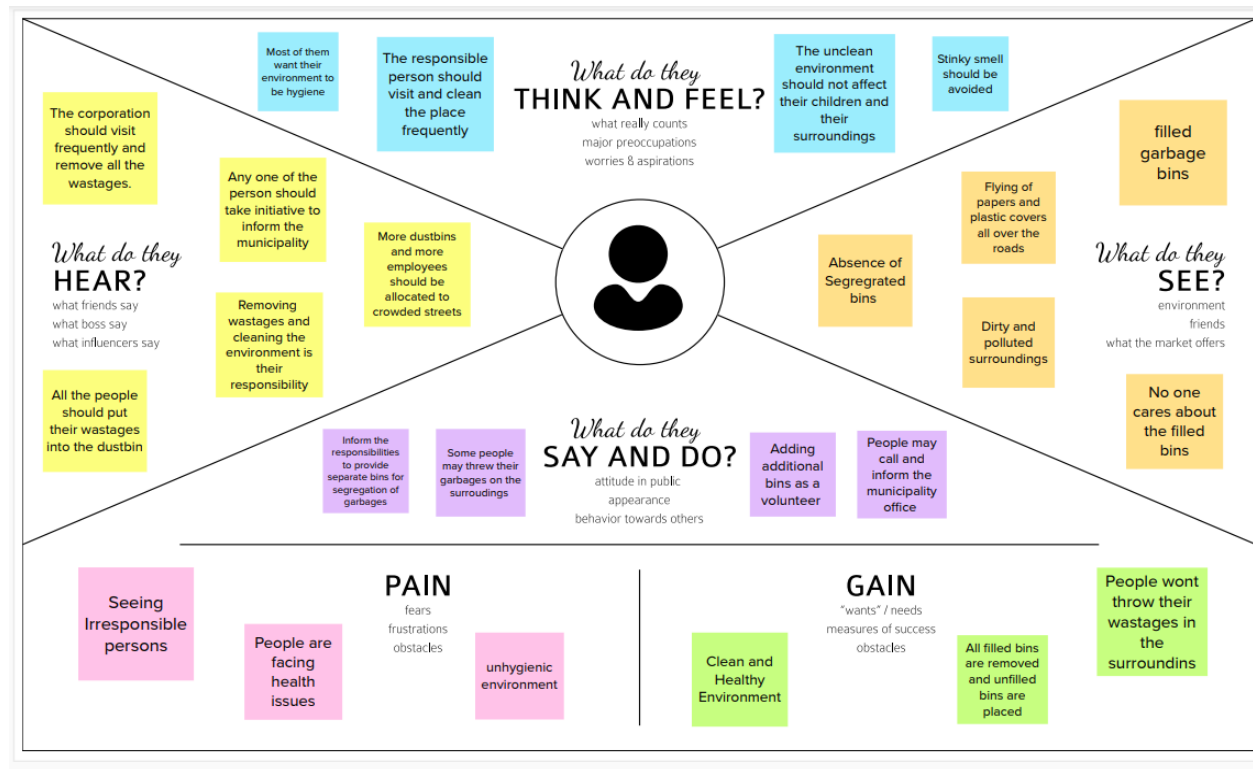 What do they
THINK AND FEEL?
what really counts
major preoccupations
worries & aspirations
Most of them
want their
environment to
be hygiene
The responsible
person should
visit and clean
the place
frequently
The unclean
environment
should not affect
their children and
their
surroundings
Stinky smell
should be
avoided
What do they
HEAR?
what friends say
what boss say
what influencers say
The corporation
should visit
frequently and
remove all the
wastages.
Any one of the
person should
take initiative to
inform the
municipality
More dustbins
and more
employees
should be
allocated to
crowded streets
Removing
wastages and
cleaning the
environment is
their
responsibility
All the people
should put
their wastages
into the dustbin
What do they
SEE?
environment
friends
what the market offers
filled
garbage
bins
Flying of
papers and
plastic covers
all over the
roads
Absence of
Segregrated
bins
Dirty and
polluted
surroundings
No one
cares about
the filled
bins
What do they
SAY AND DO?
attitude in public
appearance
behavior towards others
Inform the
responsibilities
to provide
separate bins for
segregation of
garbages
Some people
may threw their
garbages on the
surroudings
Adding
additional
bins as a
volunteer
People may
call and
inform the
municipality
office
PAIN
fears
frustrations
obstacles
Seeing
Irresponsible
persons
People are
facing
health
issues
unhygienic
environment
GAIN
"wants" / needs
measures of success
obstacles
Clean and
Healthy
Environment
All filled bins
are removed
and unfilled
bins are
placed
People wont
throw their
wastages in
the
surroundins